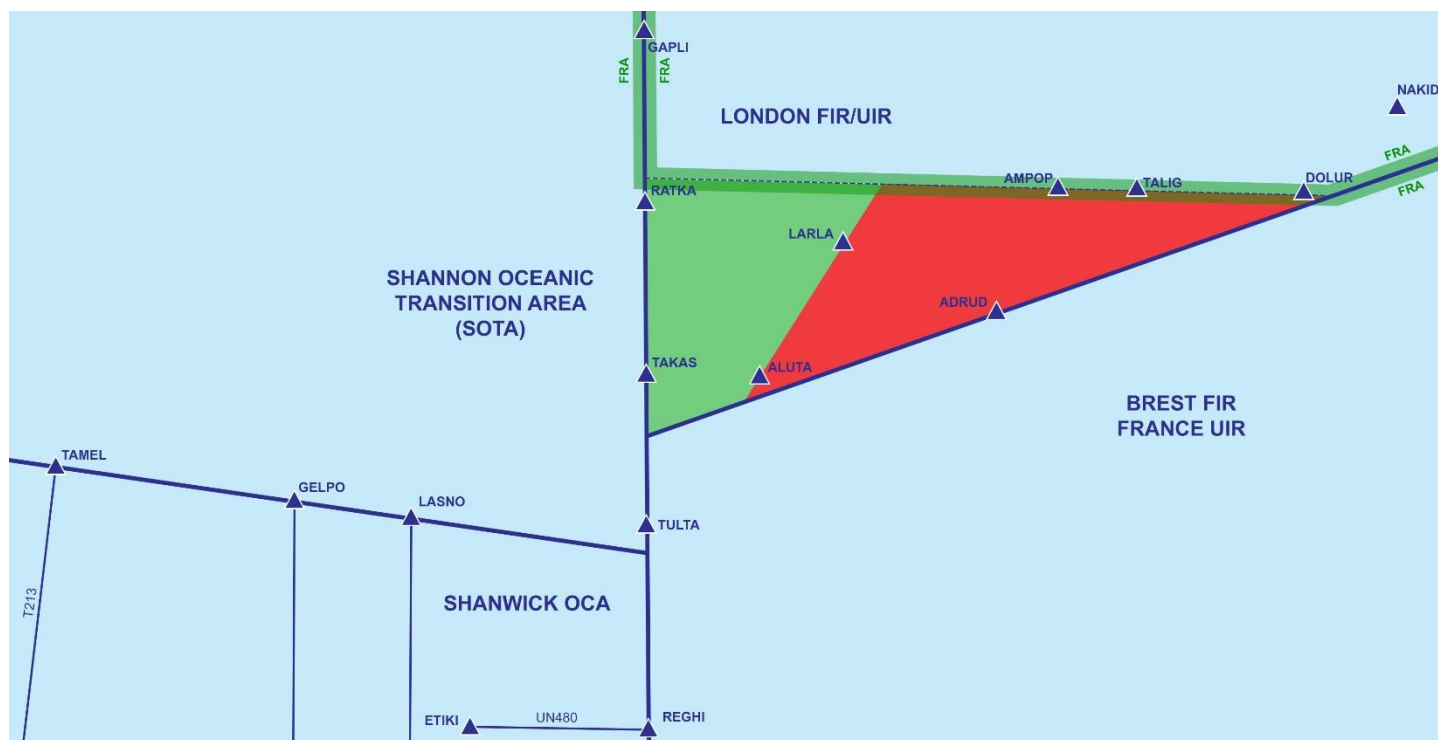 GAPLI
FRA
FRA
LONDON FIR/UIR
NAKID
FRA
FRA
RATKA
AMPOP
TALIG
DOLUR
LARLA
SHANNON OCEANIC
TRANSITION AREA
(SOTA)
ADRUD
TAKAS
ALUTA
BREST FIR
FRANCE UIR
TAMEL
GELPO
LASNO
TULTA
T213
SHANWICK OCA
ETIKI
UN480
REGHI